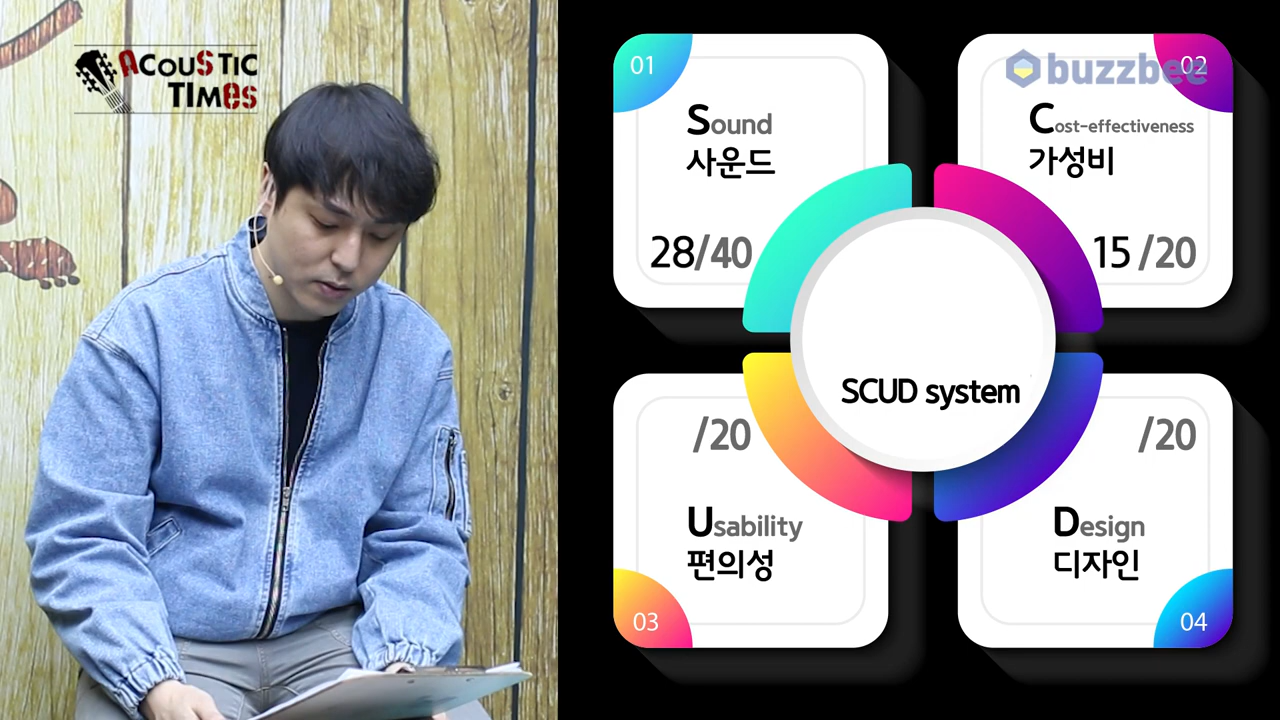 ACOUSTIC
TIMES
01
Sound
사운드
28/40
buzzbee
02
Cost-effectiveness
가성비
15 /20
SCUD system
/20
Usability
편의성
03
/20
Design
디자인
04